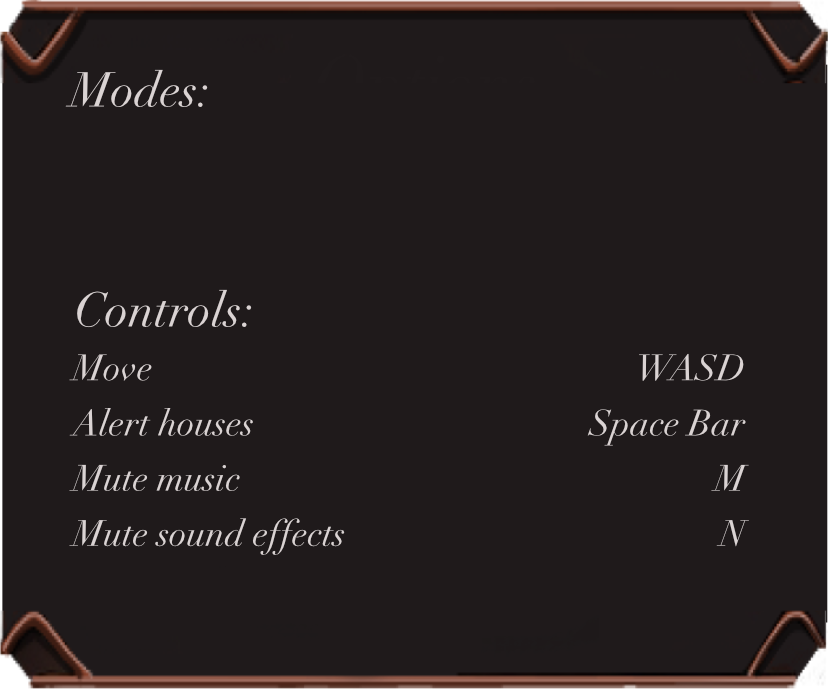 Modes:
Controls:
Move WASD
Alert houses Space Bar
Mute music M
Mute sound effects N